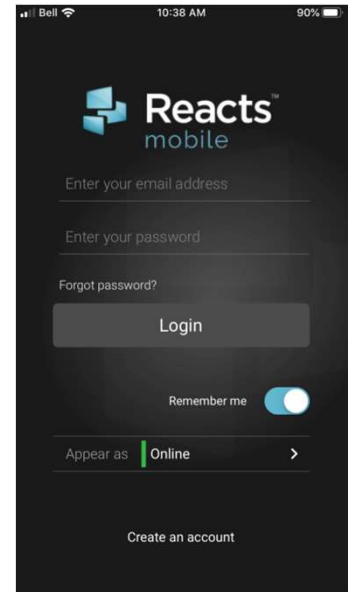 Bell 10:38 AM 90%
Reacts™
mobile
Enter your email address
Enter your password
Forgot password?
Login
Remember me
Appear as Online
Create an account